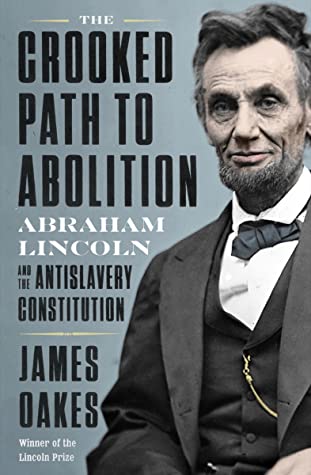 THE
CROOKED
PATH TO
ABOLITION
ABRAHAM
LINCOLN
AND THE ANTISLAVERY
CONSTITUTION
JAMES
OAKES
Winner of the
Lincoln Prize